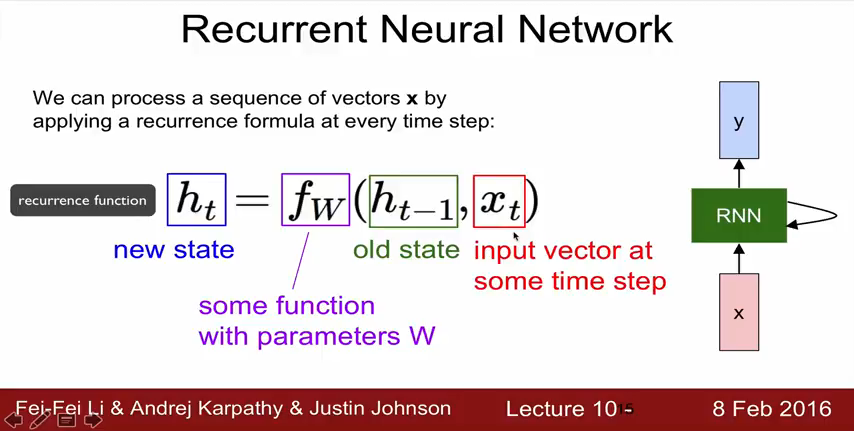 Recurrent Neural Network
We can process a sequence of vectors x by
applying a recurrence formula at every time step:
recurrence function
h_t = f_W(h_{t-1}, x_t)
new state
old state
input vector at
some time step
some function
with parameters W
y
RNN
x
Fei-Fei Li & Andrej Karpathy & Justin Johnson
Lecture 10 - 15
8 Feb 2016